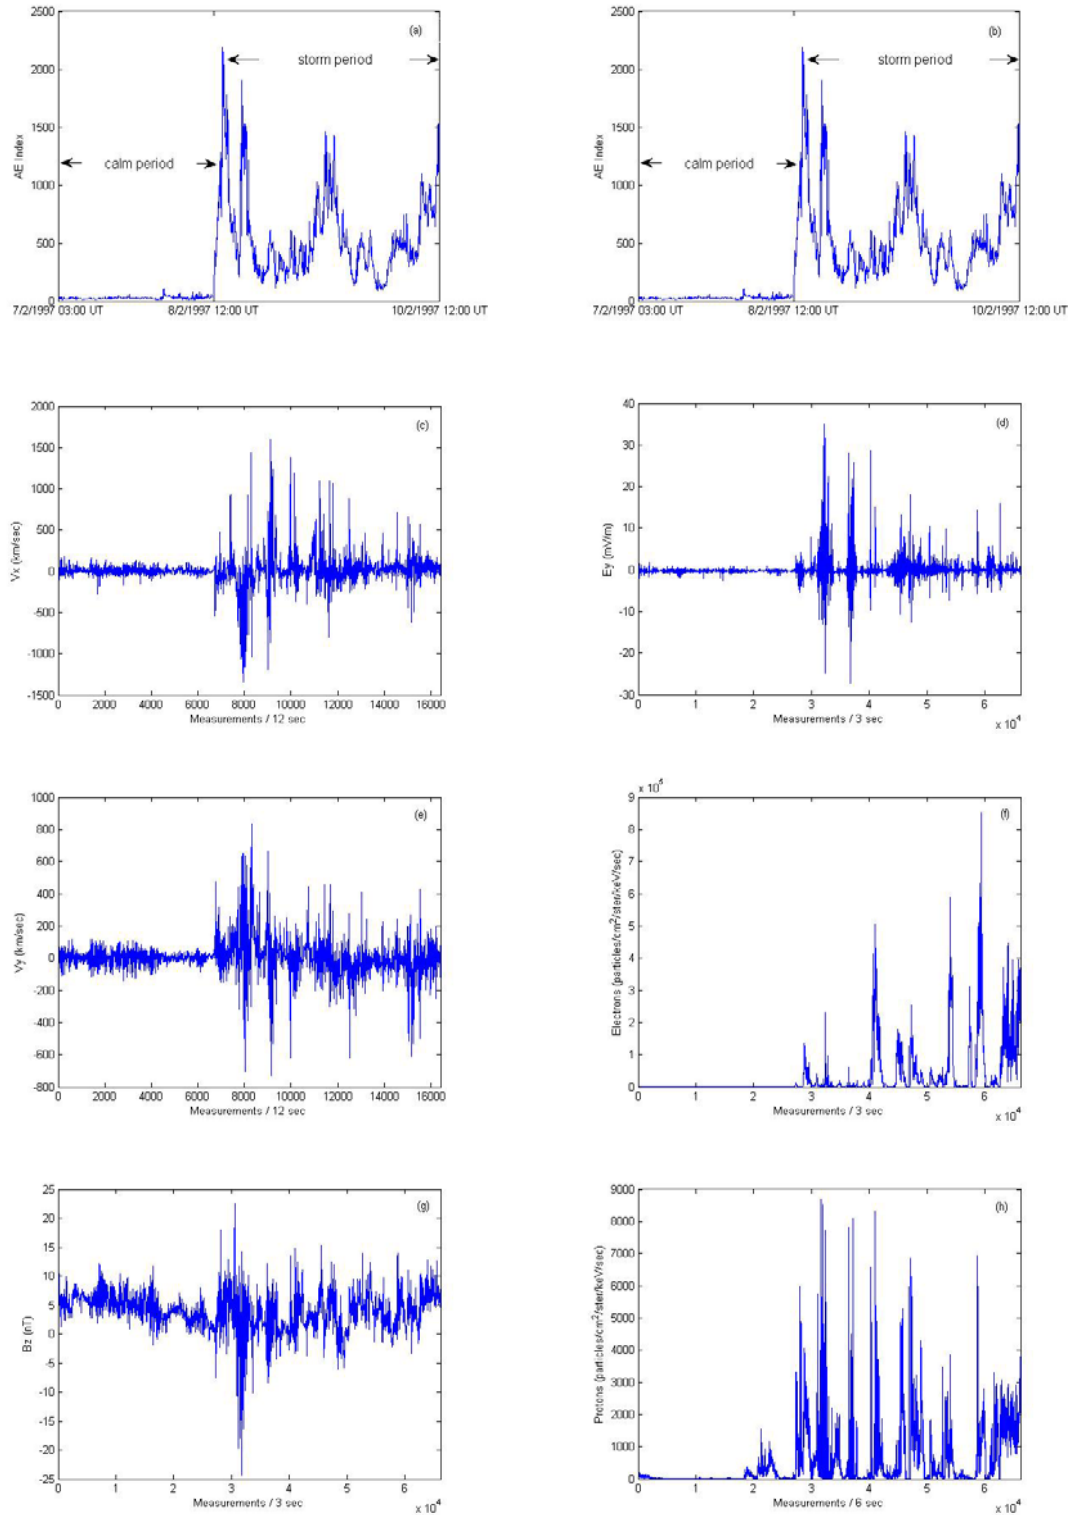 2500
(a)
storm period
2000
1500
AE Index
calm period
1000
500
0
7/2/1997 03:00 UT 8/2/1997 12:00 UT 10/2/1997 12:00 UT
2500
(b)
storm period
2000
1500
AE Index
calm period
1000
500
0
7/2/1997 03:00 UT 8/2/1997 12:00 UT 10/2/1997 12:00 UT
2000
(c)
1500
1000
500
Vx (km/sec)
0
-500
-1000
-1500
0 2000 4000 6000 8000 10000 12000 14000 16000
Measurements / 12 sec
40
(d)
30
20
10
Ey (mV/m)
0
-10
-20
-30
0 1 2 3 4 5 6
Measurements / 3 sec
x 10^4
1000
(e)
800
600
400
200
Vy (km/sec)
0
-200
-400
-600
-800
0 2000 4000 6000 8000 10000 12000 14000 16000
Measurements / 12 sec
x 10^5
9
(f)
8
7
6
5
Electrons (particles/cm²/ster/keV/sec)
4
3
2
1
0
0 1 2 3 4 5 6
Measurements / 3 sec
x 10^4
25
(g)
20
15
10
5
Bz (nT)
0
-5
-10
-15
-20
-25
0 1 2 3 4 5 6
Measurements / 3 sec
x 10^4
9000
(h)
8000
7000
6000
5000
Protons (particles/cm²/ster/keV/sec)
4000
3000
2000
1000
0
0 1 2 3 4 5 6
Measurements / 6 sec
x 10^4